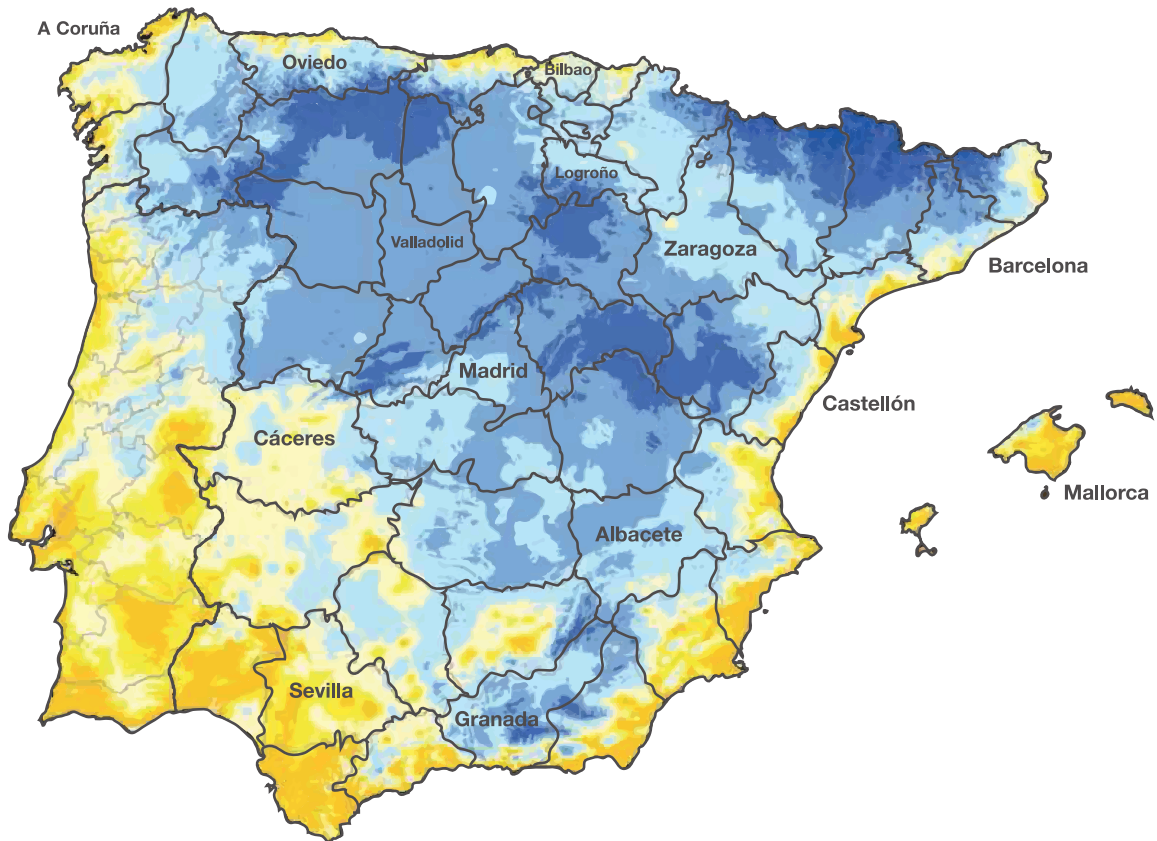 A Coruña
Oviedo
Bilbao
Logroño
Valladolid
Zaragoza
Barcelona
Madrid
Castellón
Cáceres
Mallorca
Albacete
Sevilla
Granada